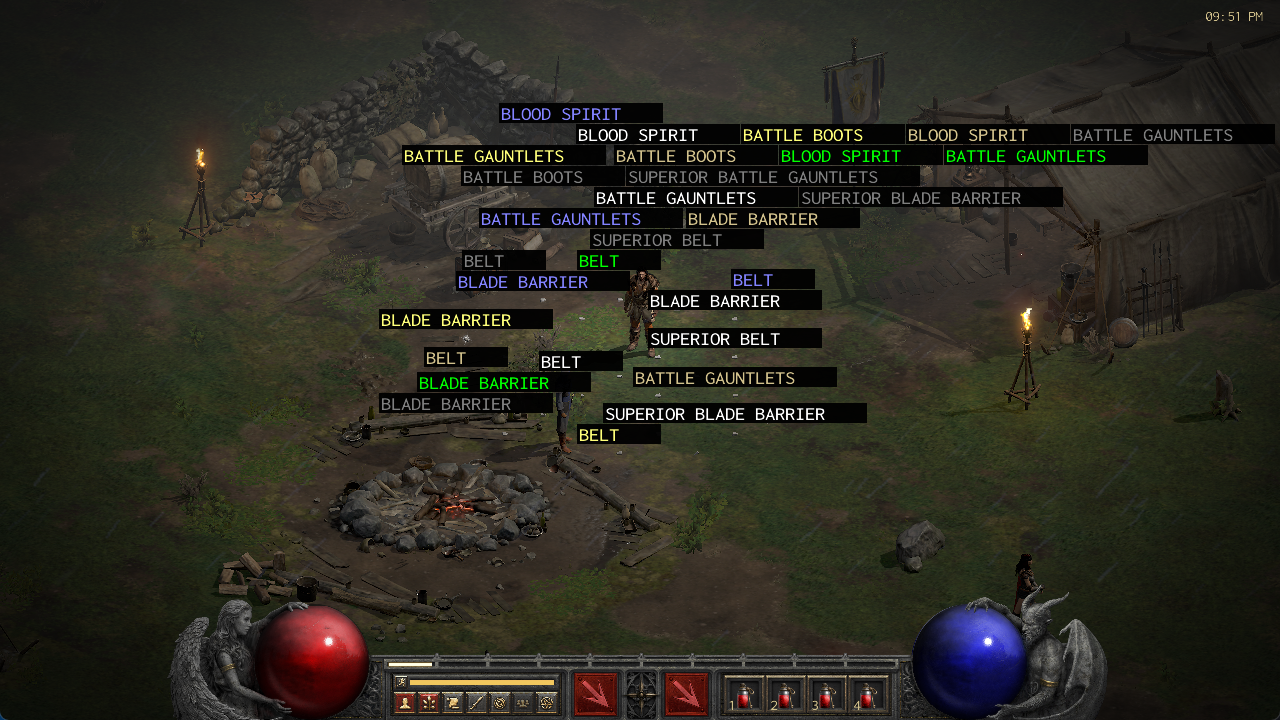 09:51 PM
BLOOD SPIRIT
BLOOD SPIRIT BATTLE BOOTS BLOOD SPIRIT BATTLE GAUNTLETS
BATTLE GAUNTLETS BATTLE BOOTS BLOOD SPIRIT BATTLE GAUNTLETS
BATTLE BOOTS SUPERIOR BATTLE GAUNTLETS
BATTLE GAUNTLETS SUPERIOR BLADE BARRIER
BATTLE GAUNTLETS BLADE BARRIER
SUPERIOR BELT
BELT BELT
BLADE BARRIER BELT
BLADE BARRIER
BLADE BARRIER
SUPERIOR BELT
BELT BELT
BLADE BARRIER BATTLE GAUNTLETS
BLADE BARRIER
SUPERIOR BLADE BARRIER
BELT
1 2 3 4